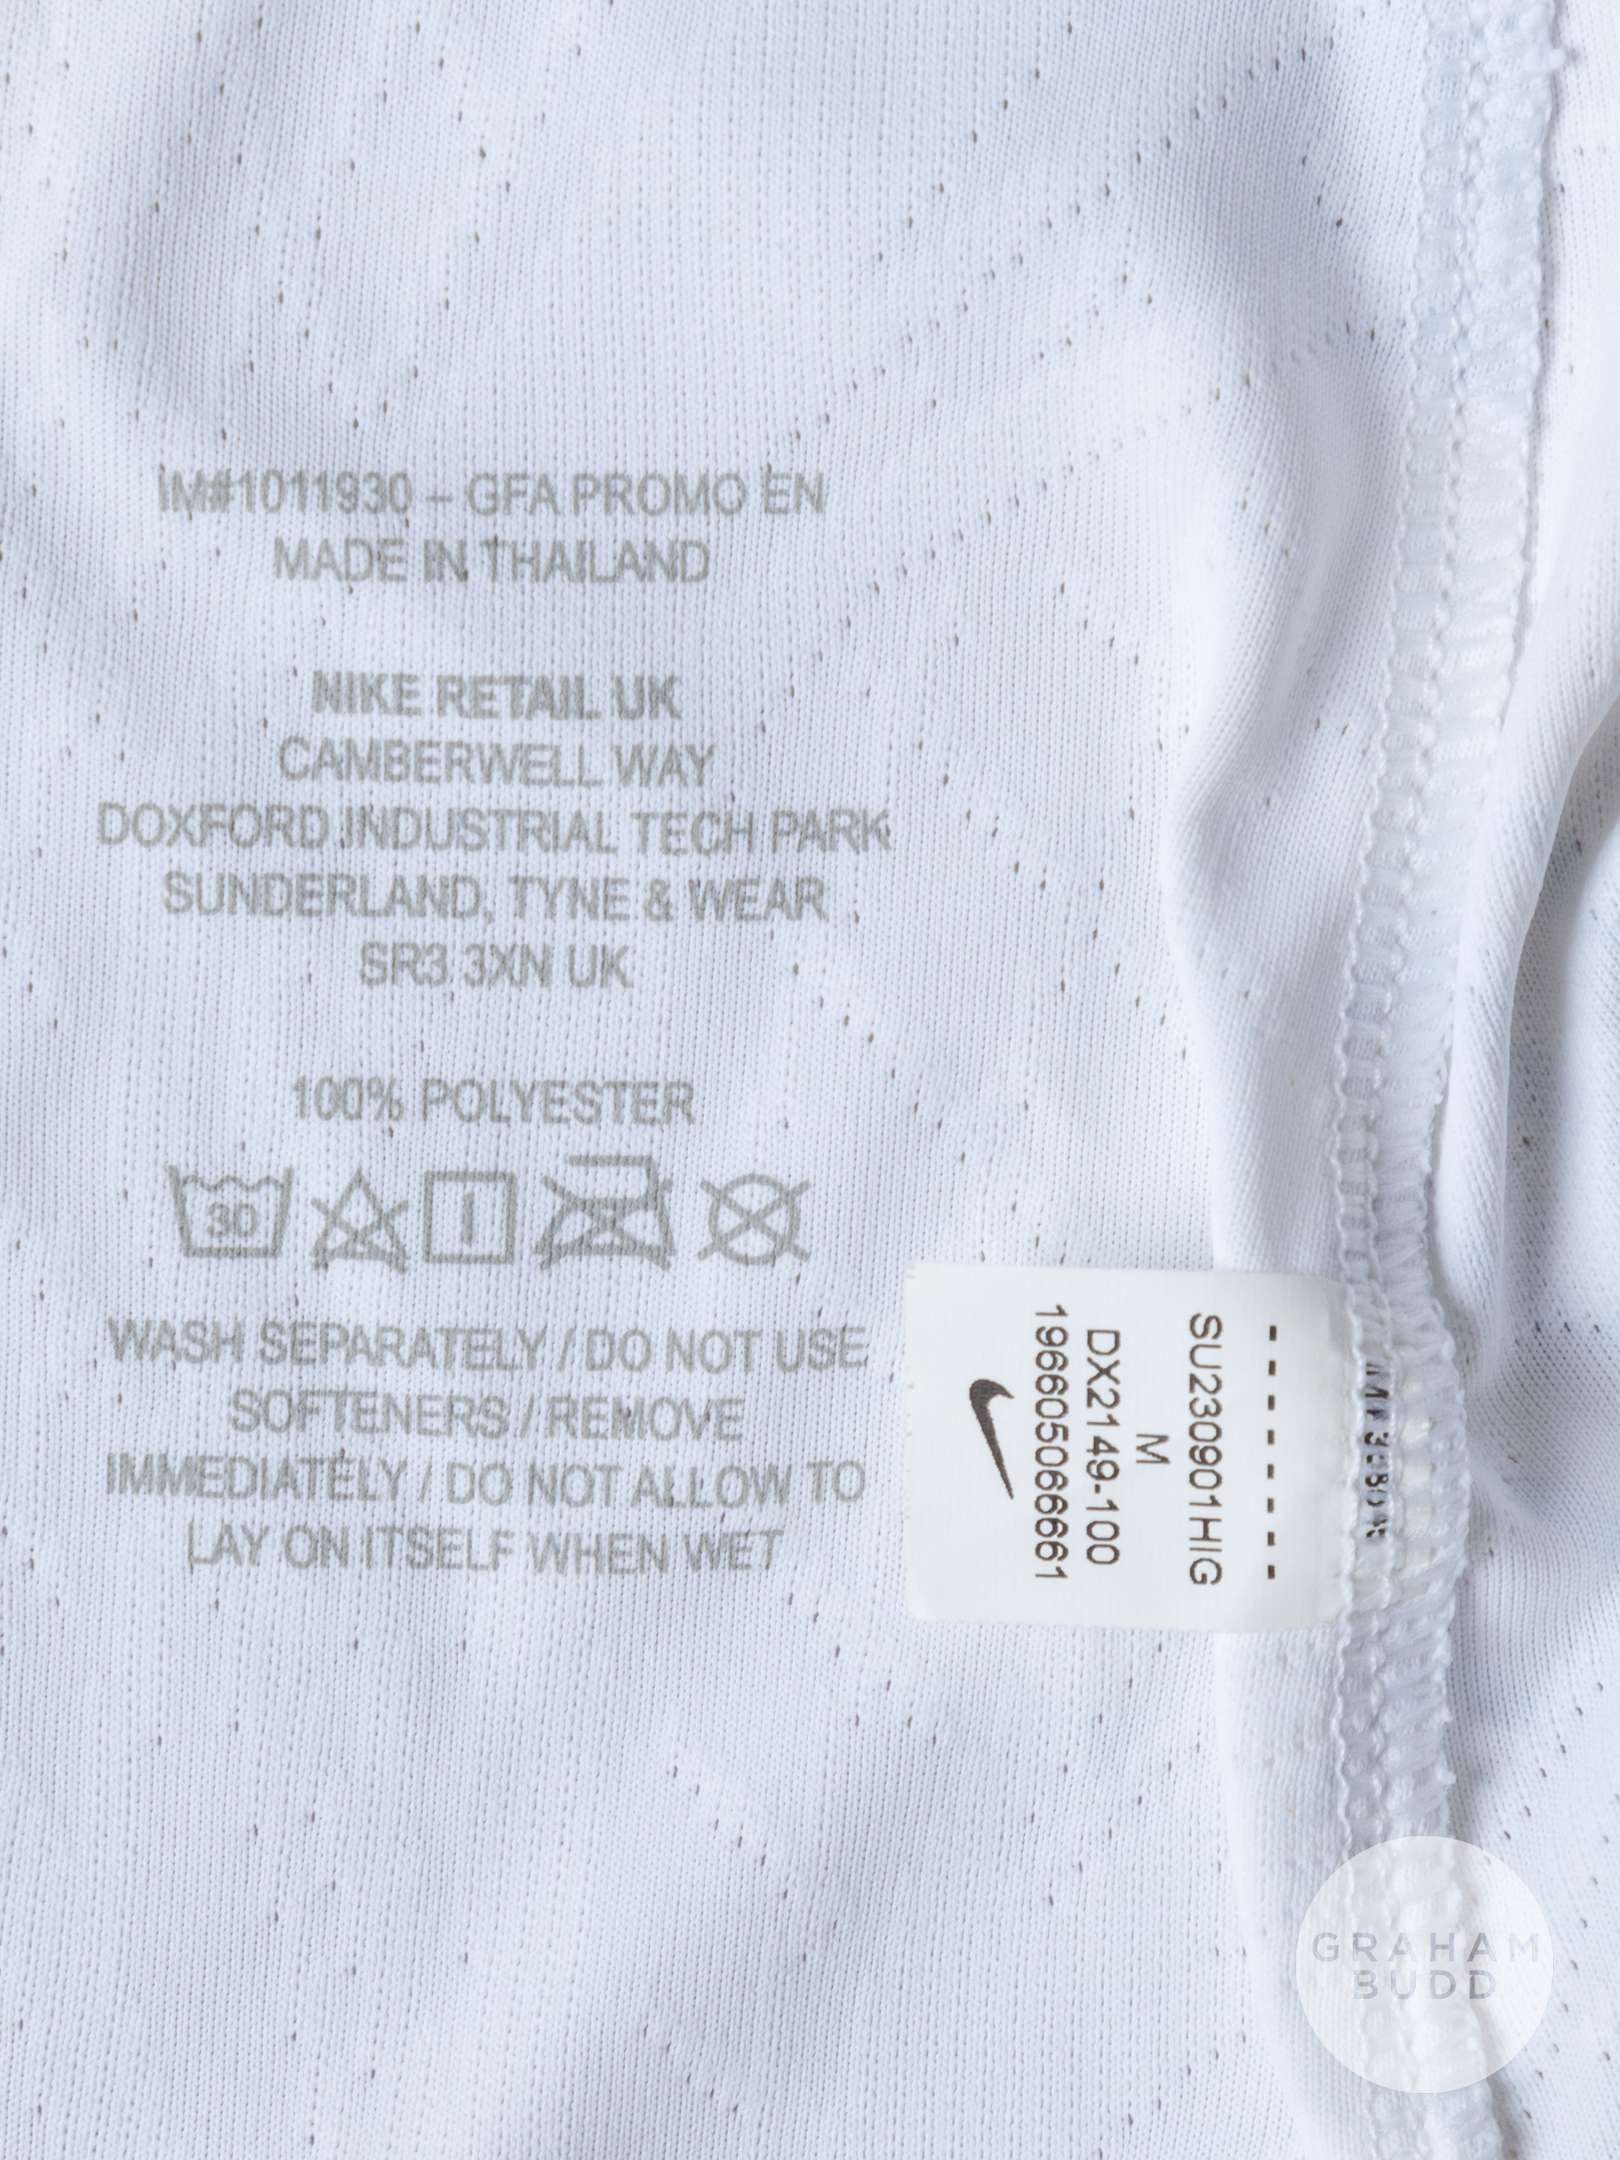 IM#1011930 – GFA PROMO EN
MADE IN THAILAND
NIKE RETAIL UK
CAMBERWELL WAY
DOXFORD INDUSTRIAL TECH PARK
SUNDERLAND, TYNE & WEAR
SR3 3XN UK
100% POLYESTER
30
WASH SEPARATELY / DO NOT USE
SOFTENERS / REMOVE
IMMEDIATELY / DO NOT ALLOW TO
LAY ON ITSELF WHEN WET
SU230901HIG
M
DX2149-100
196605066661
GRAHAM
BUDD